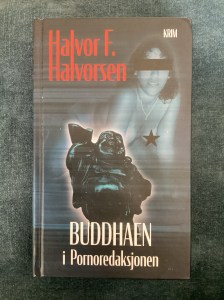 Halvor F.
Halvorsen
KRIM
BUDDHAEN
i Pornoredaksjonen